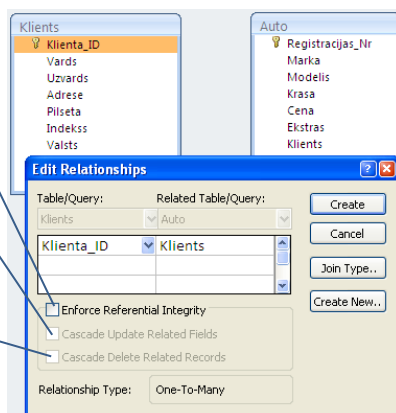 Klients
Klienta_ID
Vards
Uzvards
Adrese
Pilseta
Indekss
Valsts
Auto
Registracijas_Nr
Marka
Modelis
Krasa
Cena
Ekstras
Klients
Edit Relationships
Table/Query: Related Table/Query:
Klients Auto
Klienta_ID Klients
Enforce Referential Integrity
Cascade Update Related Fields
Cascade Delete Related Records
Relationship Type: One-To-Many
Create
Cancel
Join Type..
Create New..